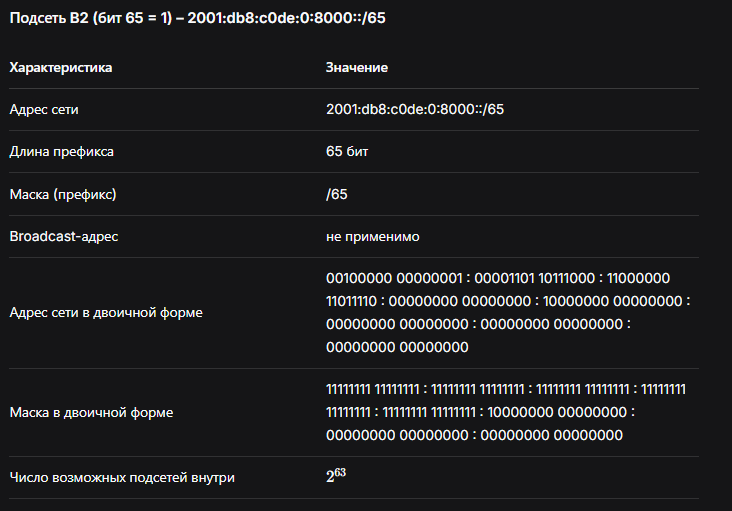 Подсеть B2 (бит 65 = 1) – 2001:db8:c0de:0:8000::/65
Характеристика Значение
Адрес сети 2001:db8:c0de:0:8000::/65
Длина префикса 65 бит
Маска (префикс) /65
Broadcast-адрес не применимо
Адрес сети в двоичной форме
00100000 00000001 : 00001101 10111000 : 11000000
11011110 : 00000000 00000000 : 10000000 00000000 :
00000000 00000000 : 00000000 00000000 :
00000000 00000000
Маска в двоичной форме
11111111 11111111 : 11111111 11111111 : 11111111 11111111 : 11111111
11111111 : 11111111 11111111 : 10000000 00000000 :
00000000 00000000 : 00000000 00000000
Число возможных подсетей внутри 2⁶³